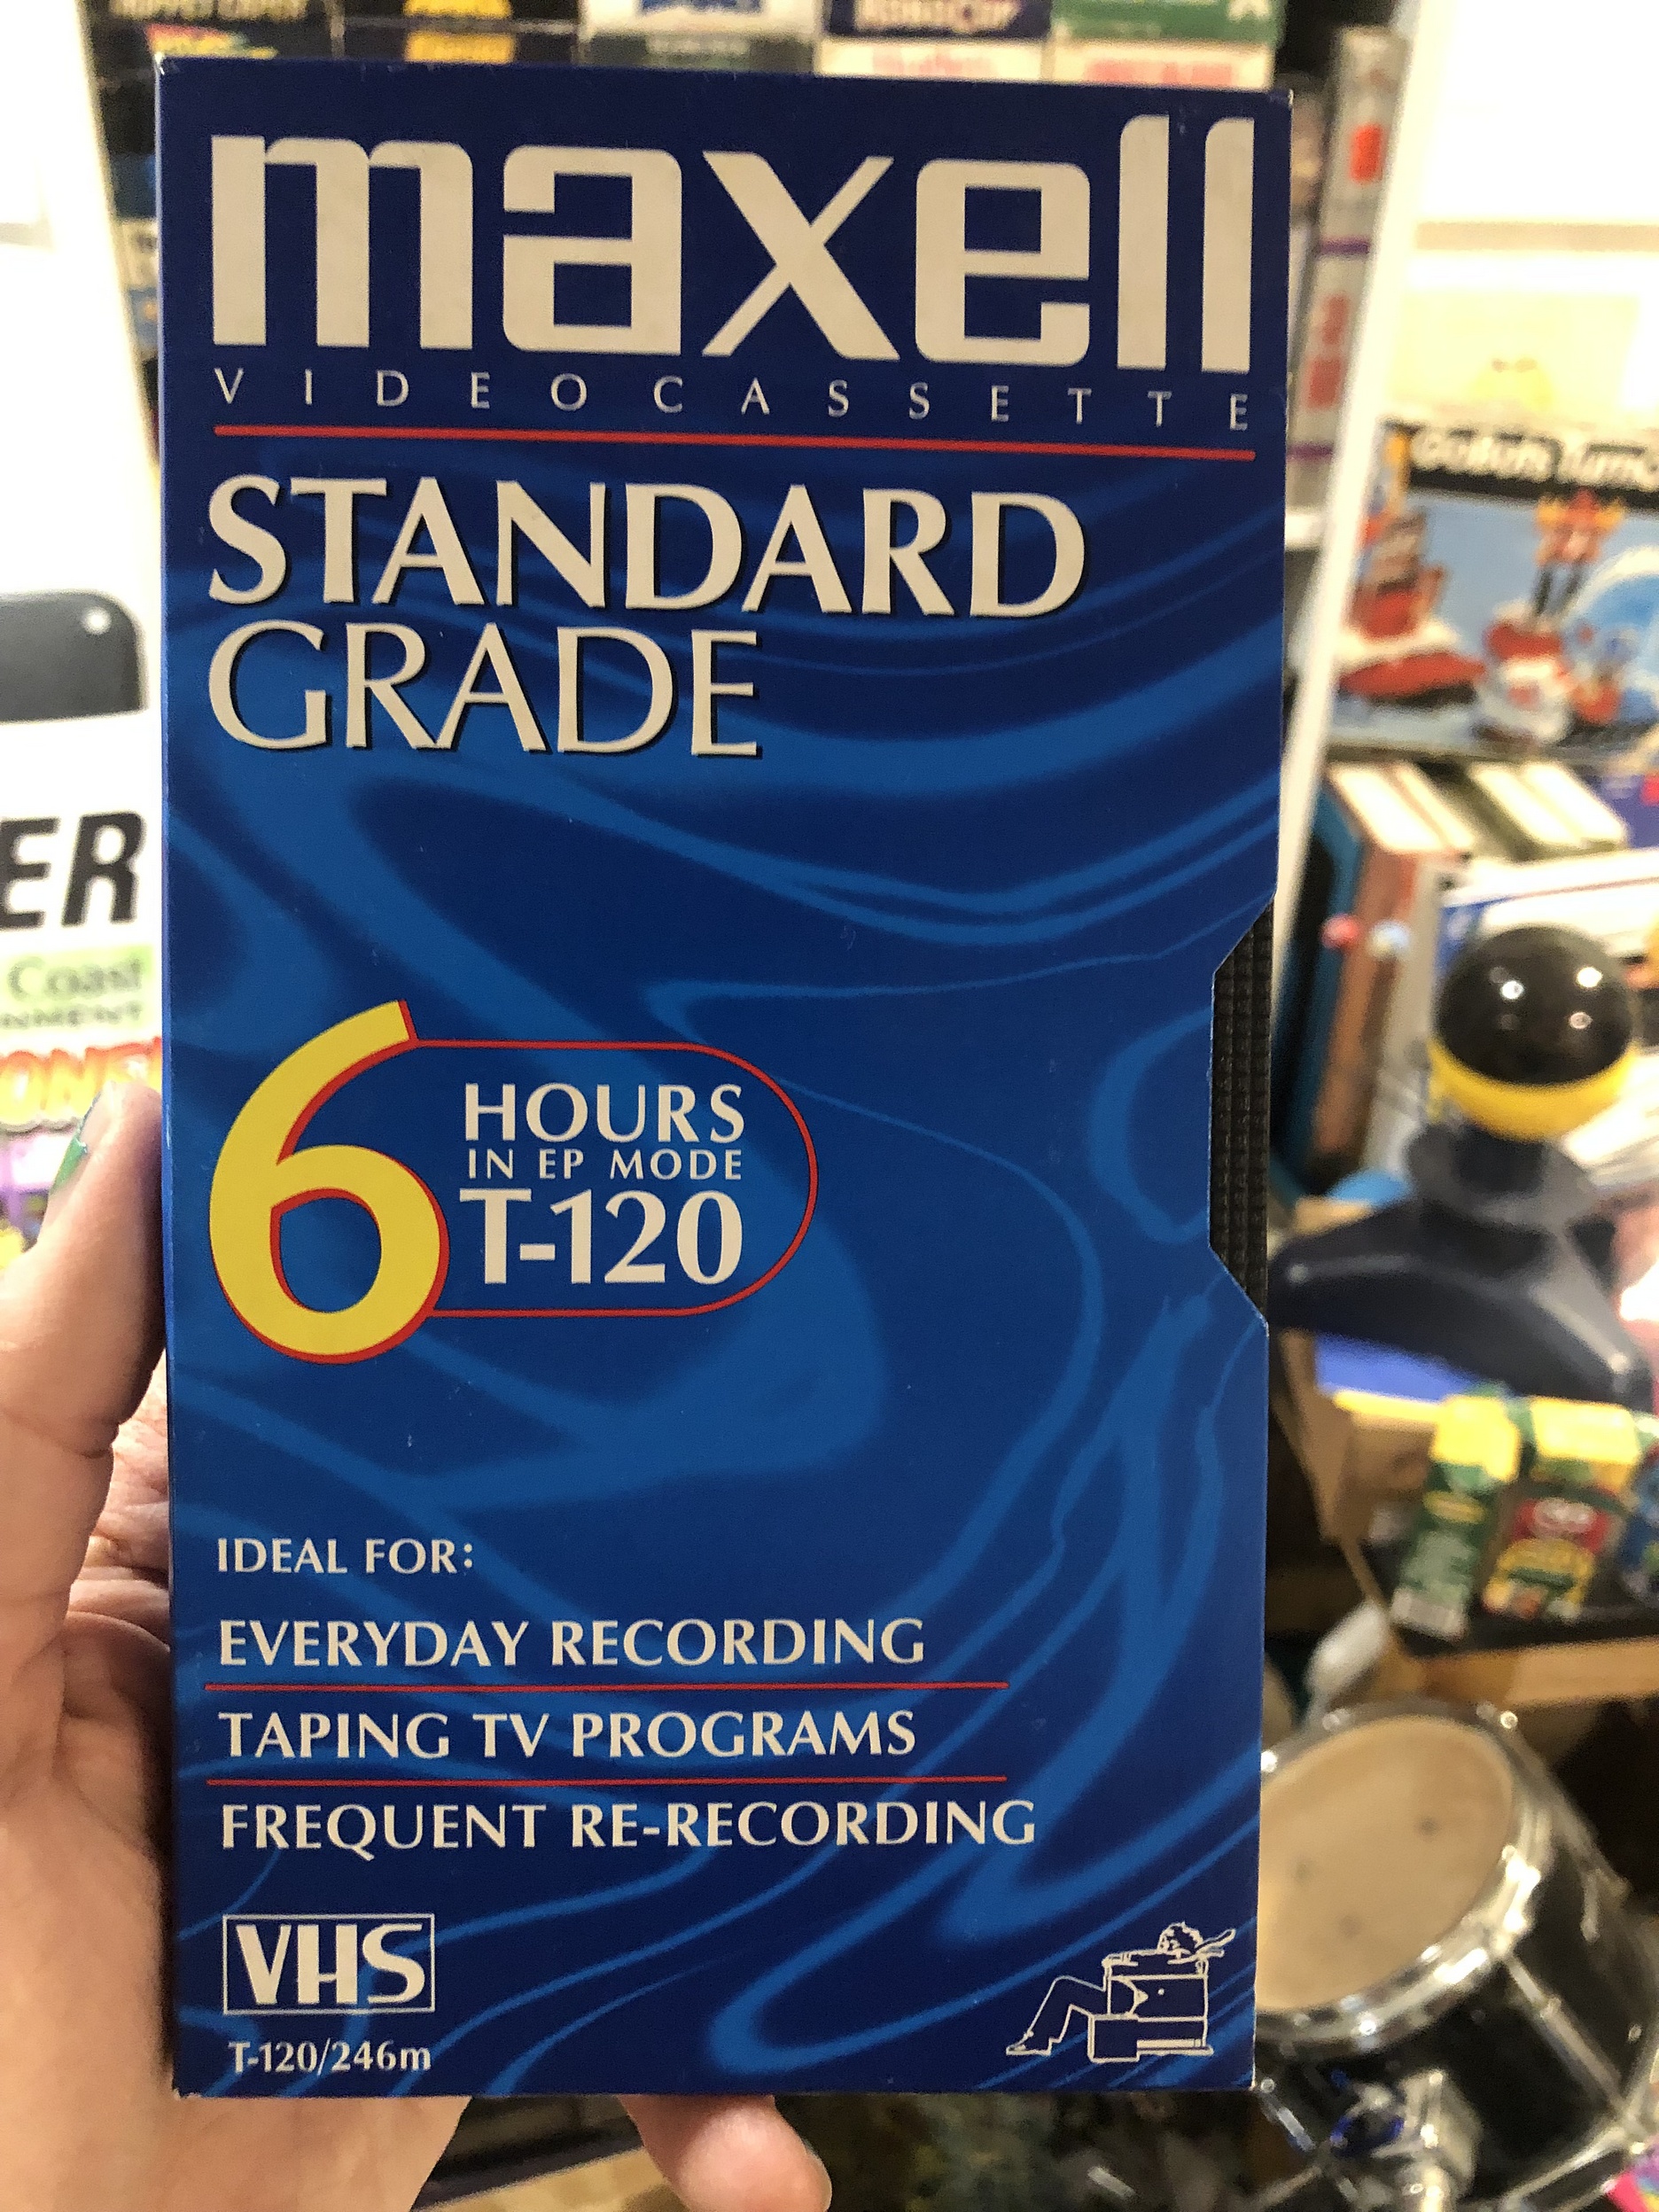 ROBOCOP
maxell
VIDEOCASSETTE
STANDARD
GRADE
ER
Coast
6 HOURS
IN EP MODE
T-120
IDEAL FOR:
EVERYDAY RECORDING
TAPING TV PROGRAMS
FREQUENT RE-RECORDING
VHS
T-120/246m